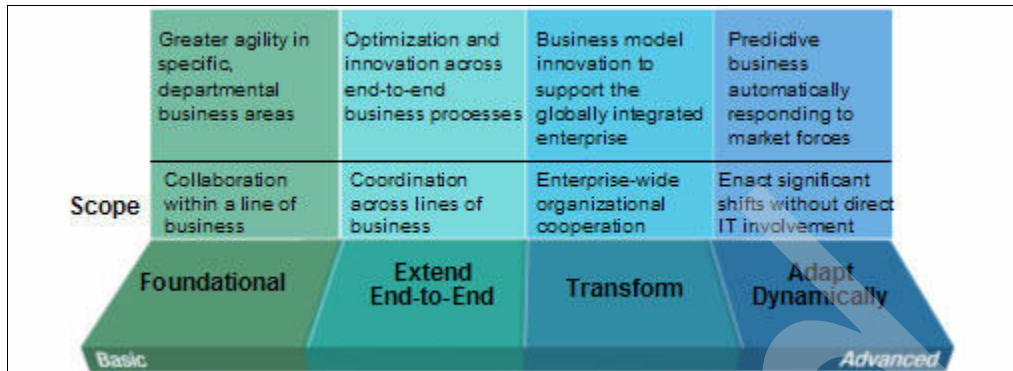 Greater agility in
specific,
departmental
business areas
Optimization and
innovation across
end-to-end
business processes
Business model
innovation to
support the
globally integrated
enterprise
Predictive
business
automatically
responding to
market forces
Scope
Collaboration
within a line of
business
Coordination
across lines of
business
Enterprise-wide
organizational
cooperation
Enact significant
shifts without direct
IT involvement
Foundational
Extend
End-to-End
Transform
Adapt
Dynamically
Basic
Advanced